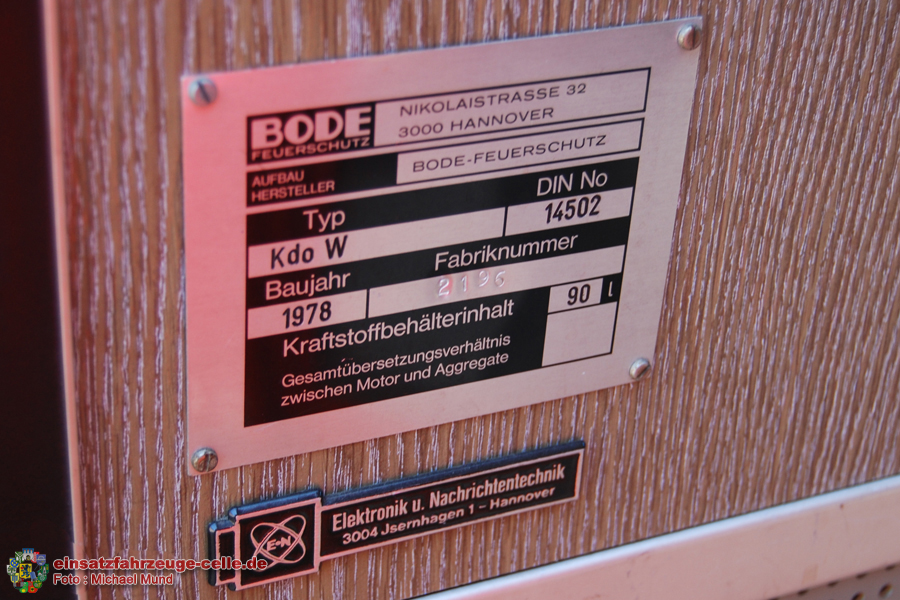 BODE
FEUERSCHUTZ
NIKOLAISTRASSE 32
3000 HANNOVER
BODE-FEUERSCHUTZ
AUFBAU
HERSTELLER
Typ
DIN No
Kdo W
14502
Baujahr
Fabriknummer
1978
2196
Kraftstoffbehälterinhalt
90 l
Gesamtübersetzungsverhältnis
zwischen Motor und Aggregate
E-N
Elektronik u. Nachrichtentechnik
3004 Jsernhagen 1 - Hannover
einsatzfahrzeuge-celle.de
Foto : Michael Mund